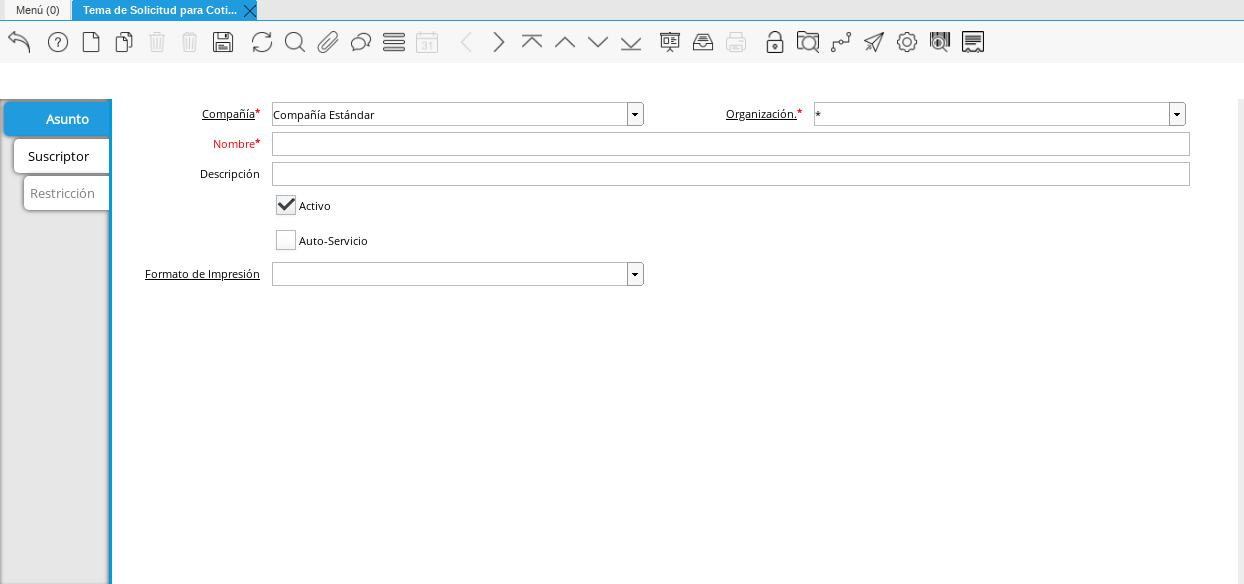 Menú (0)
Tema de Solicitud para Coti...
31
Asunto
Suscriptor
Restricción
Compañía*
Compañía Estándar
Organización.*
*
Nombre*
Descripción
Activo
Auto-Servicio
Formato de Impresión